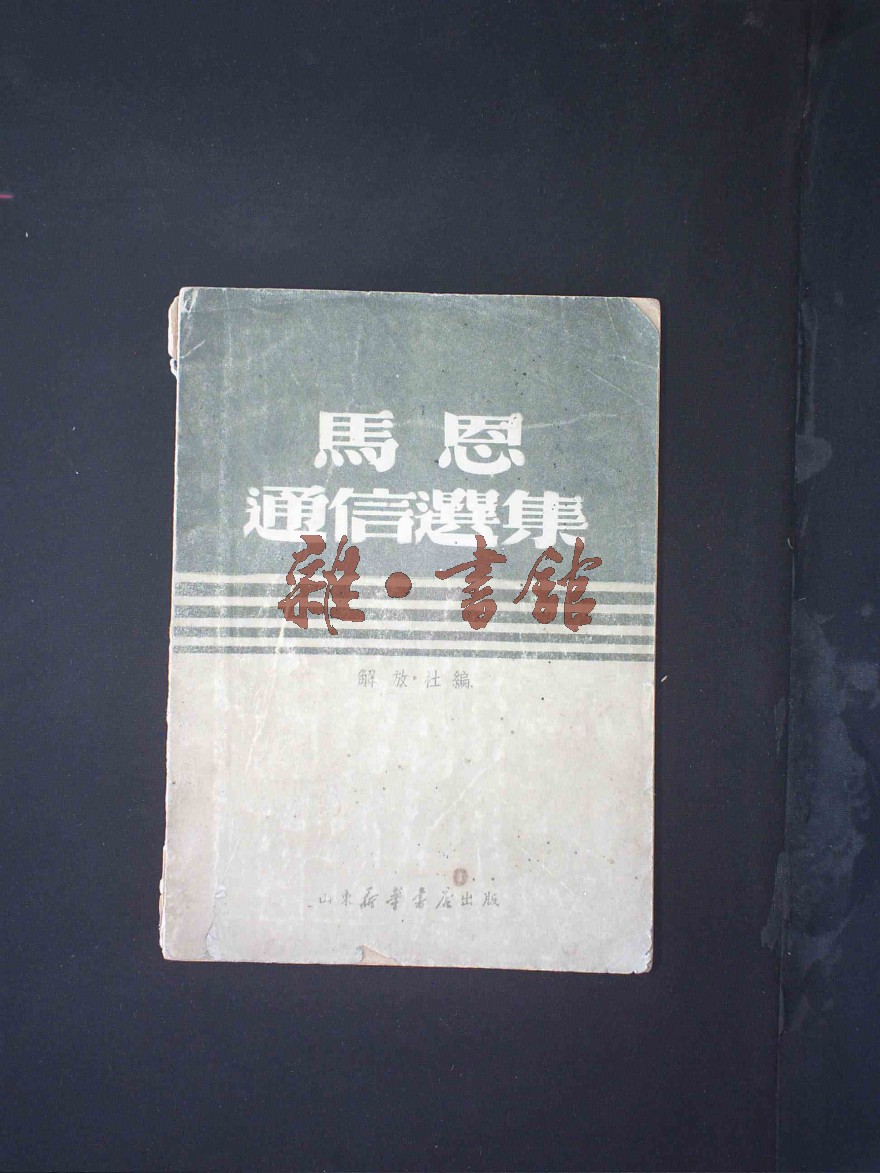 馬恩
通信選集
雜·書舘
解放社編
山東新華書店出版